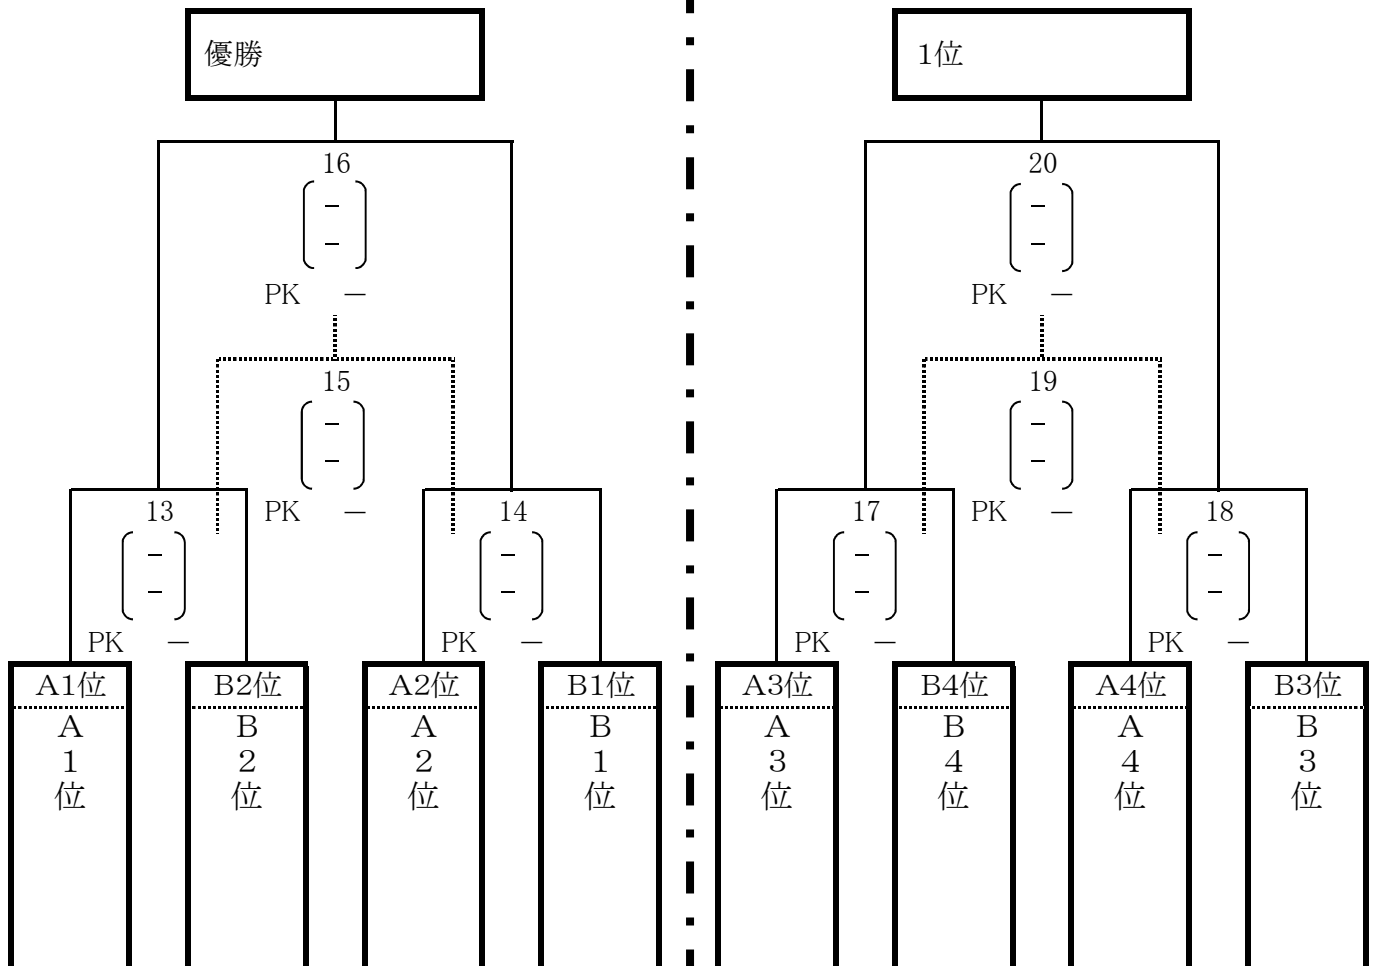 優勝
1位
16
20
－
－
－
－
PK　－
PK　－
15
19
－
－
－
－
PK　－
PK　－
13
14
17
18
－
－
－
－
－
－
－
－
PK　－
PK　－
PK　－
PK　－
A1位
B2位
A2位
B1位
A3位
B4位
A4位
B3位
A
1
位
B
2
位
A
2
位
B
1
位
A
3
位
B
4
位
A
4
位
B
3
位